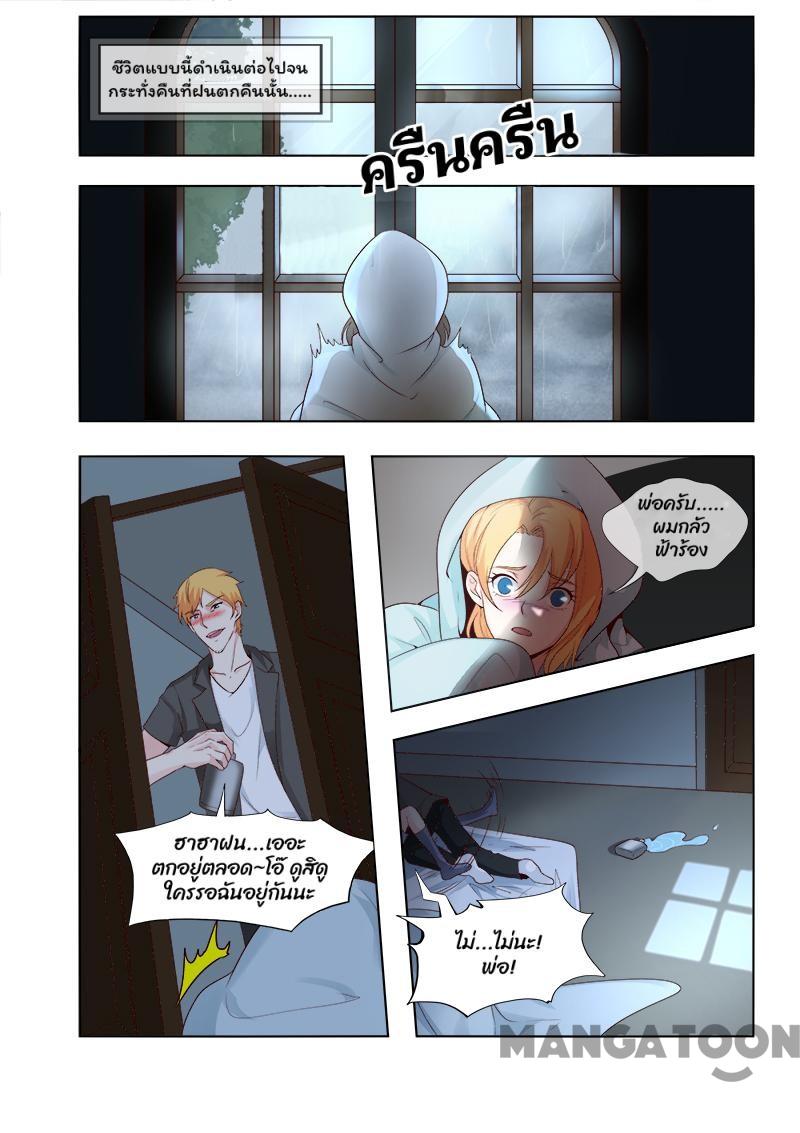 ชีวิตแบบนี้ดำเนินต่อไปจน
กระทั่งคืนที่ฝนตกคืนนั้น.....
ครืนครืน
พ่อครับ.....
ผมกลัว
ฟ้าร้อง
ฮาฮาฝน...เออะ
ตกอยู่ตลอด~โอ๊ ดูสิดู
ใครรอฉันอยู่กันนะ
ไม่...ไม่นะ!
พ่อ!
MANGATOON